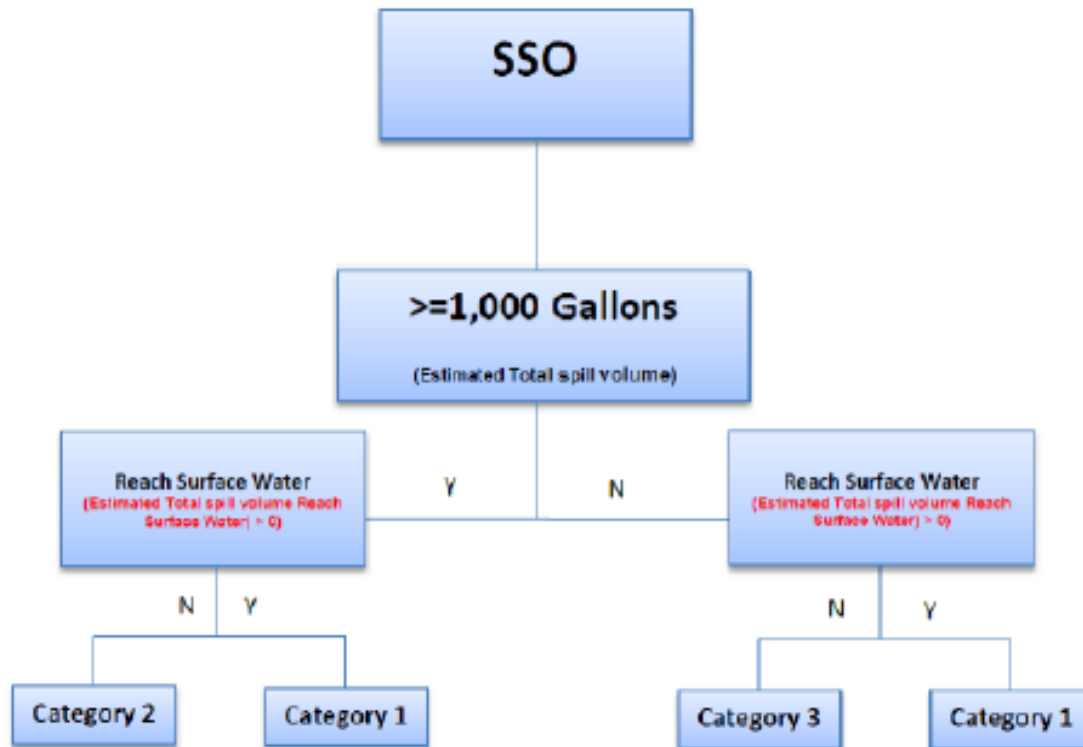 SSO
>=1,000 Gallons
(Estimated Total spill volume)
Reach Surface Water
(Estimated Total spill volume Reach
Surface Water) > 0)
Y
N
Reach Surface Water
(Estimated Total spill volume Reach
Surface Water) > 0)
N
Y
N
Y
Category 2
Category 1
Category 3
Category 1